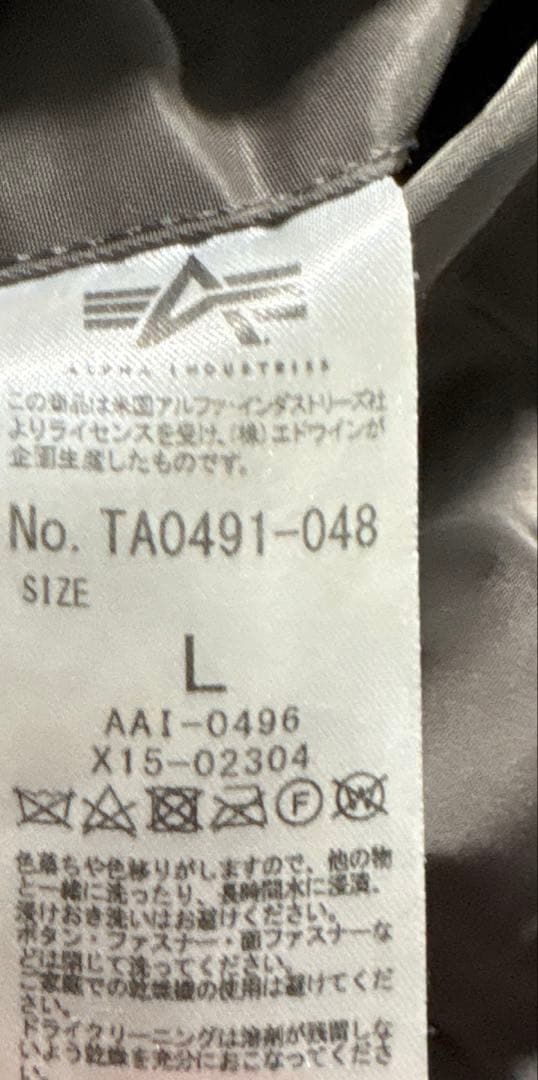 ALPHA INDUSTRIES
この商品は米国アルファ・インダストリーズ社
よりライセンスを受け、(株)エドウインが
企画生産したものです。
No. TA0491-048
SIZE
L
AAI-0496
X15-02304
F W
色落ちや色移りがしますので、他の物
と一緒に洗ったり、長時間水に浸漬、
浸けおき洗いはお避けください。
ボタン・ファスナー・面ファスナーな
どは閉じて洗ってください。
ご家庭での乾燥機の使用は避けてくだ
さい。
ドライクリーニングは溶剤が残留しな
いよう乾燥を充分におこなってくださ
い